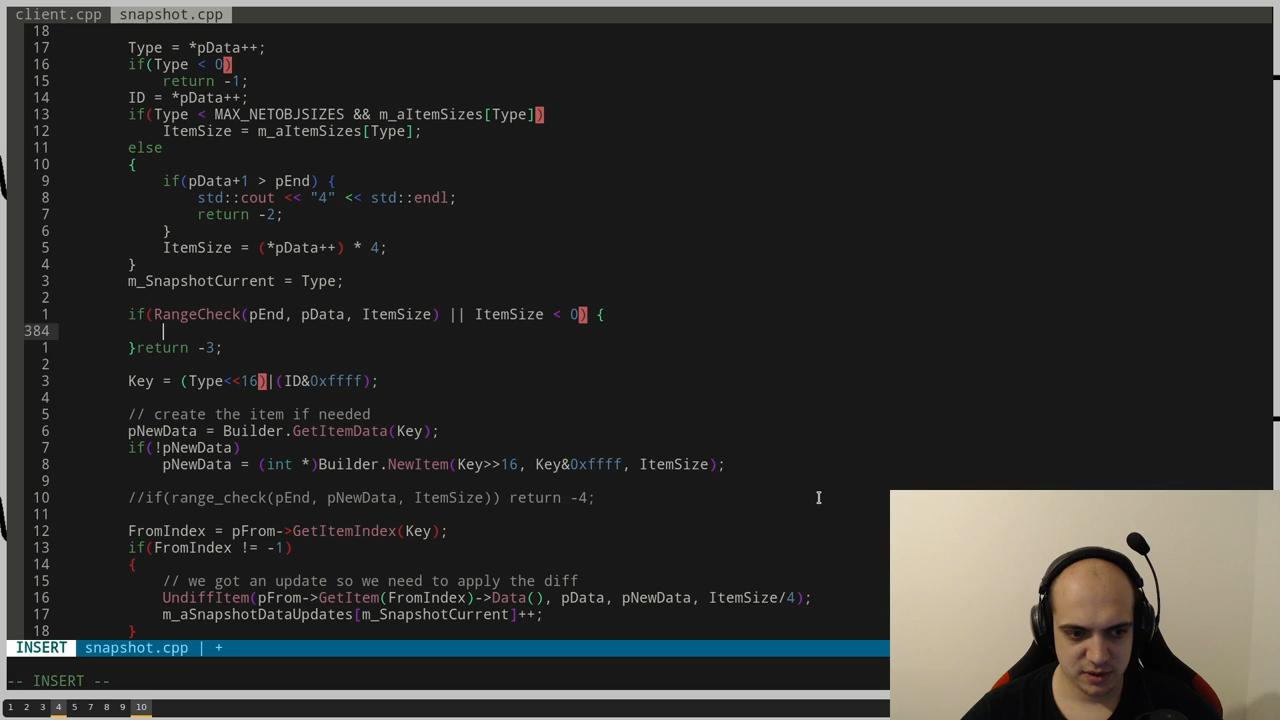 client.cpp snapshot.cpp
18
17 Type = *pData++;
16 if(Type < 0)
15 return -1;
14 ID = *pData++;
13 if(Type < MAX_NETOBJSIZES && m_aItemSizes[Type])
12 ItemSize = m_aItemSizes[Type];
11 else
10 {
9 if(pData+1 > pEnd) {
8 std::cout << "4" << std::endl;
7 return -2;
6 }
5 ItemSize = (*pData++) * 4;
4 }
3 m_SnapshotCurrent = Type;
2
1 if(RangeCheck(pEnd, pData, ItemSize) || ItemSize < 0) {
384
1 }return -3;
2
3 Key = (Type<<16)|(ID&0xffff);
4
5 // create the item if needed
6 pNewData = Builder.GetItemData(Key);
7 if(!pNewData)
8 pNewData = (int *)Builder.NewItem(Key>>16, Key&0xffff, ItemSize);
9
10 //if(range_check(pEnd, pNewData, ItemSize)) return -4;
11
12 FromIndex = pFrom->GetItemIndex(Key);
13 if(FromIndex != -1)
14 {
15 // we got an update so we need to apply the diff
16 UndiffItem(pFrom->GetItem(FromIndex)->Data(), pData, pNewData, ItemSize/4);
17 m_aSnapshotDataUpdates[m_SnapshotCurrent]++;
18 }
INSERT snapshot.cpp | +
-- INSERT --
1 2 3 4 5 7 8 9 10